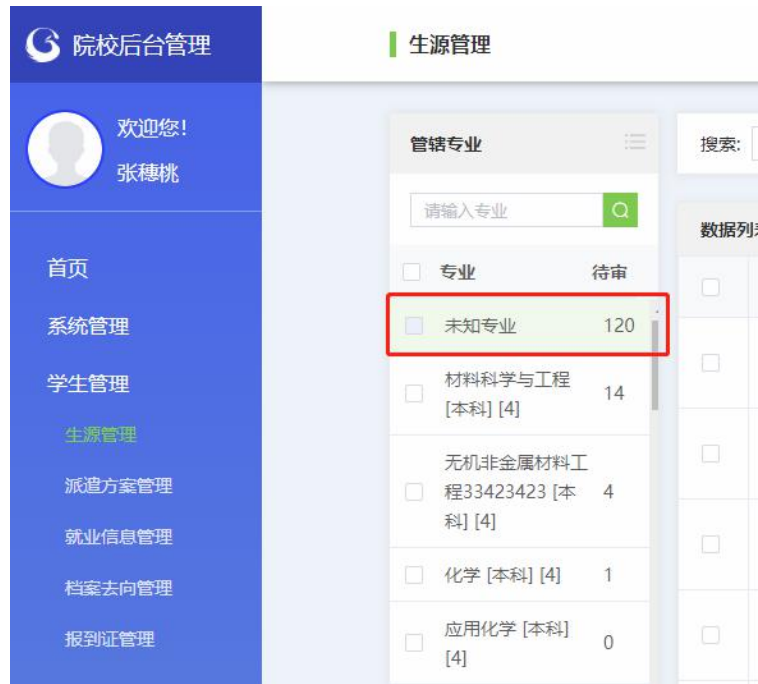 院校后台管理
欢迎您!
张穗桃
首页
系统管理
学生管理
生源管理
派遣方案管理
就业信息管理
档案去向管理
报到证管理
生源管理
管辖专业
请输入专业
专业 待审
未知专业 120
材料科学与工程
[本科] [4] 14
无机非金属材料工
程33423423 [本 4
科] [4]
化学 [本科] [4] 1
应用化学 [本科] 0
[4]
搜索:
数据列